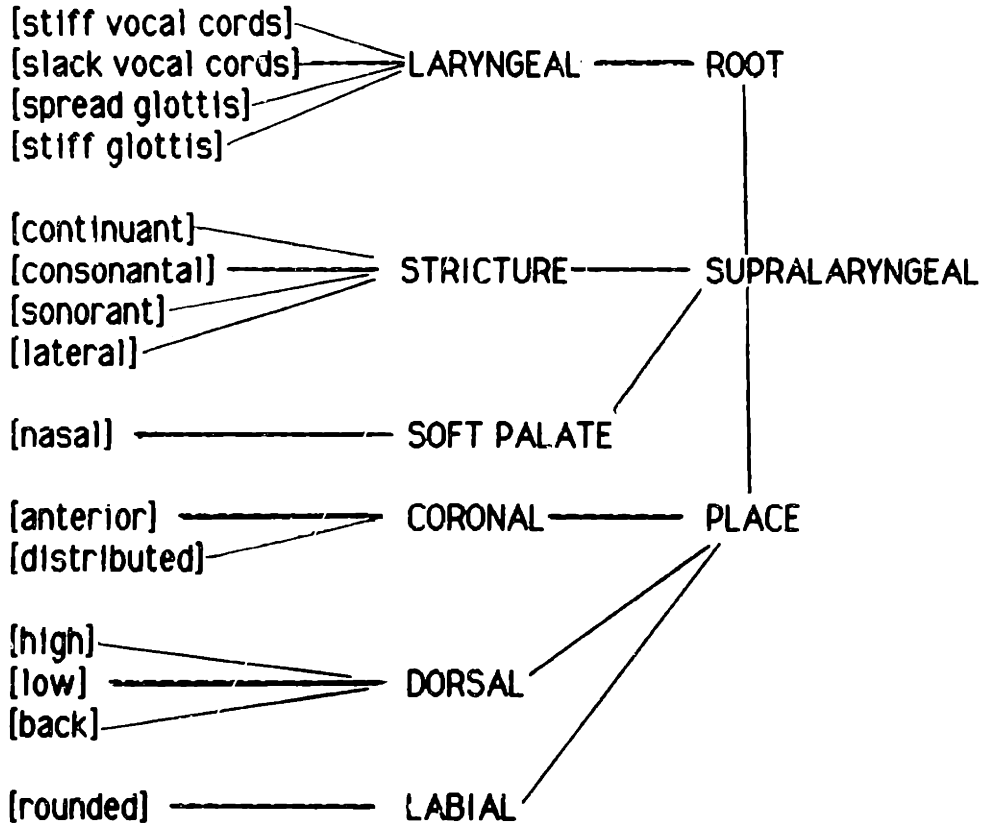 [stiff vocal cords]
[slack vocal cords] LARYNGEAL ROOT
[spread glottis]
[stiff glottis]
[continuant]
[consonantal] STRICTURE SUPRALARYNGEAL
[sonorant]
[lateral]
[nasal] SOFT PALATE
[anterior] CORONAL PLACE
[distributed]
[high]
[low] DORSAL
[back]
[rounded] LABIAL